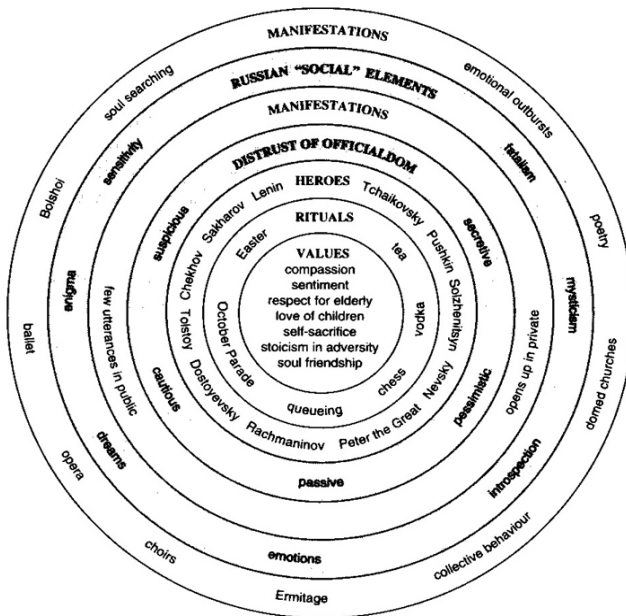 MANIFESTATIONS
soul searching
emotional outbursts
Bolshoi
poetry
ballet
domed churches
opera
collective behaviour
choirs
Ermitage
RUSSIAN "SOCIAL" ELEMENTS
sensitivity
fatalism
enigma
mysticism
dreams
introspection
emotions
MANIFESTATIONS
few utterances in public
opens up in private
DISTRUST OF OFFICIALDOM
suspicious
secretive
cautious
pessimistic
passive
HEROES
Lenin
Tchaikovsky
Sakharov
Pushkin
Chekhov
Solzhenitsyn
Tolstoy
Nevsky
Dostoyevsky
Peter the Great
Rachmaninov
RITUALS
Easter
tea
vodka
October Parade
chess
queueing
VALUES
compassion
sentiment
respect for elderly
love of children
self-sacrifice
stoicism in adversity
soul friendship